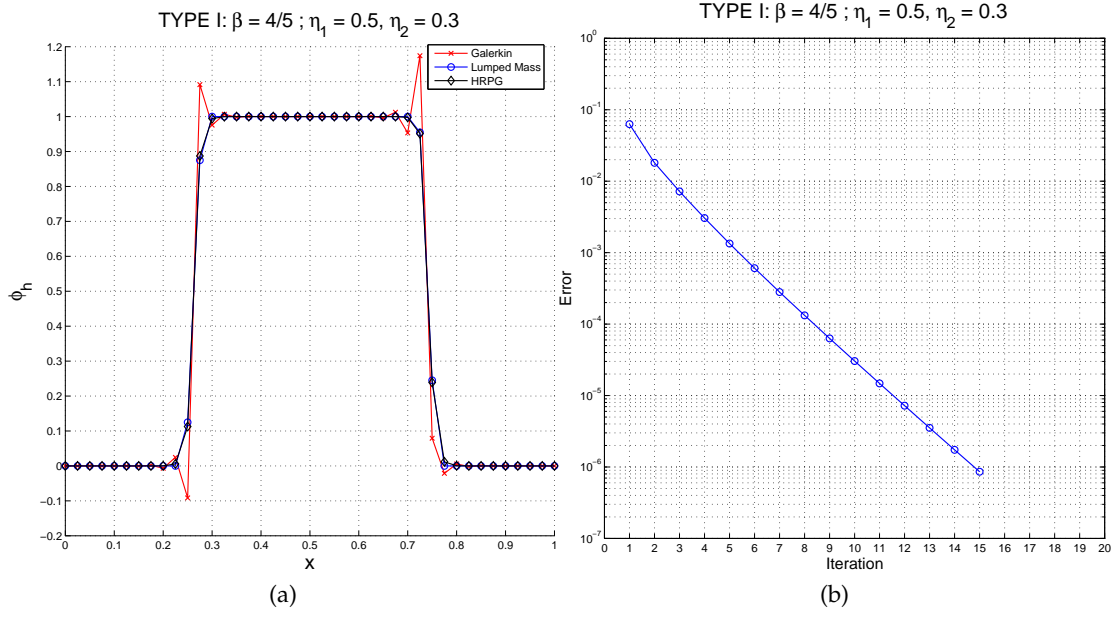 TYPE I: β = 4/5 ; η₁ = 0.5, η₂ = 0.3
Galerkin
Lumped Mass
HRPG
1.2
1.1
1
0.9
0.8
0.7
0.6
0.5
0.4
0.3
0.2
0.1
0
−0.1
−0.2
ϕₕ
0 0.1 0.2 0.3 0.4 0.5 0.6 0.7 0.8 0.9 1
x
(a)
TYPE I: β = 4/5 ; η₁ = 0.5, η₂ = 0.3
10⁰
10⁻¹
10⁻²
10⁻³
10⁻⁴
10⁻⁵
10⁻⁶
10⁻⁷
Error
0 1 2 3 4 5 6 7 8 9 10 11 12 13 14 15 16 17 18 19 20
Iteration
(b)